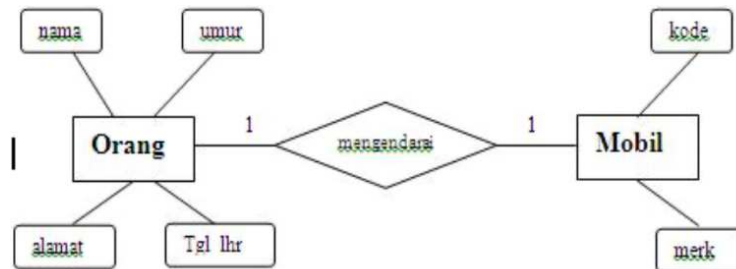 nama
umur
kode
Orang
1
mengendarai
1
Mobil
alamat
Tgl lhr
merk